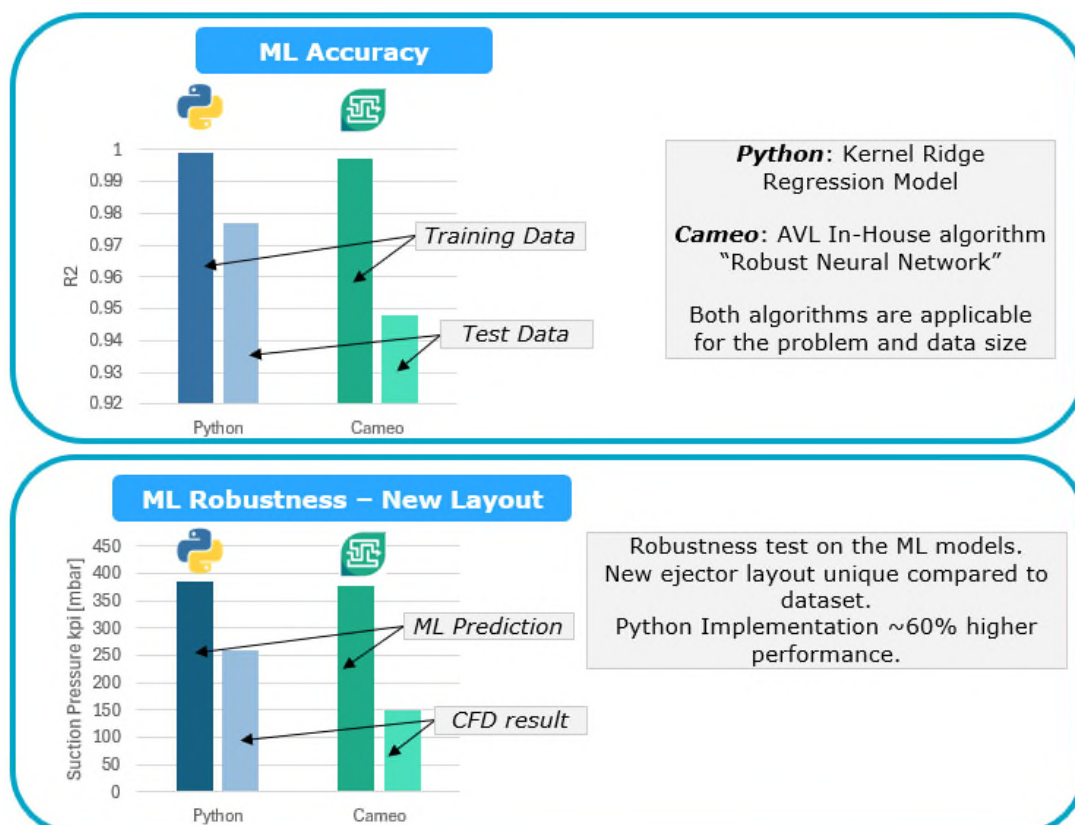 ML Accuracy
1
0.99
0.98
0.97
0.96
0.95
0.94
0.93
0.92
R2
Python
Cameo
Training Data
Test Data
Python: Kernel Ridge
Regression Model
Cameo: AVL In-House algorithm
“Robust Neural Network”
Both algorithms are applicable
for the problem and data size
ML Robustness – New Layout
450
400
350
300
250
200
150
100
50
0
Suction Pressure kpi [mbar]
Python
Cameo
ML Prediction
CFD result
Robustness test on the ML models.
New ejector layout unique compared to
dataset.
Python Implementation ~60% higher
performance.